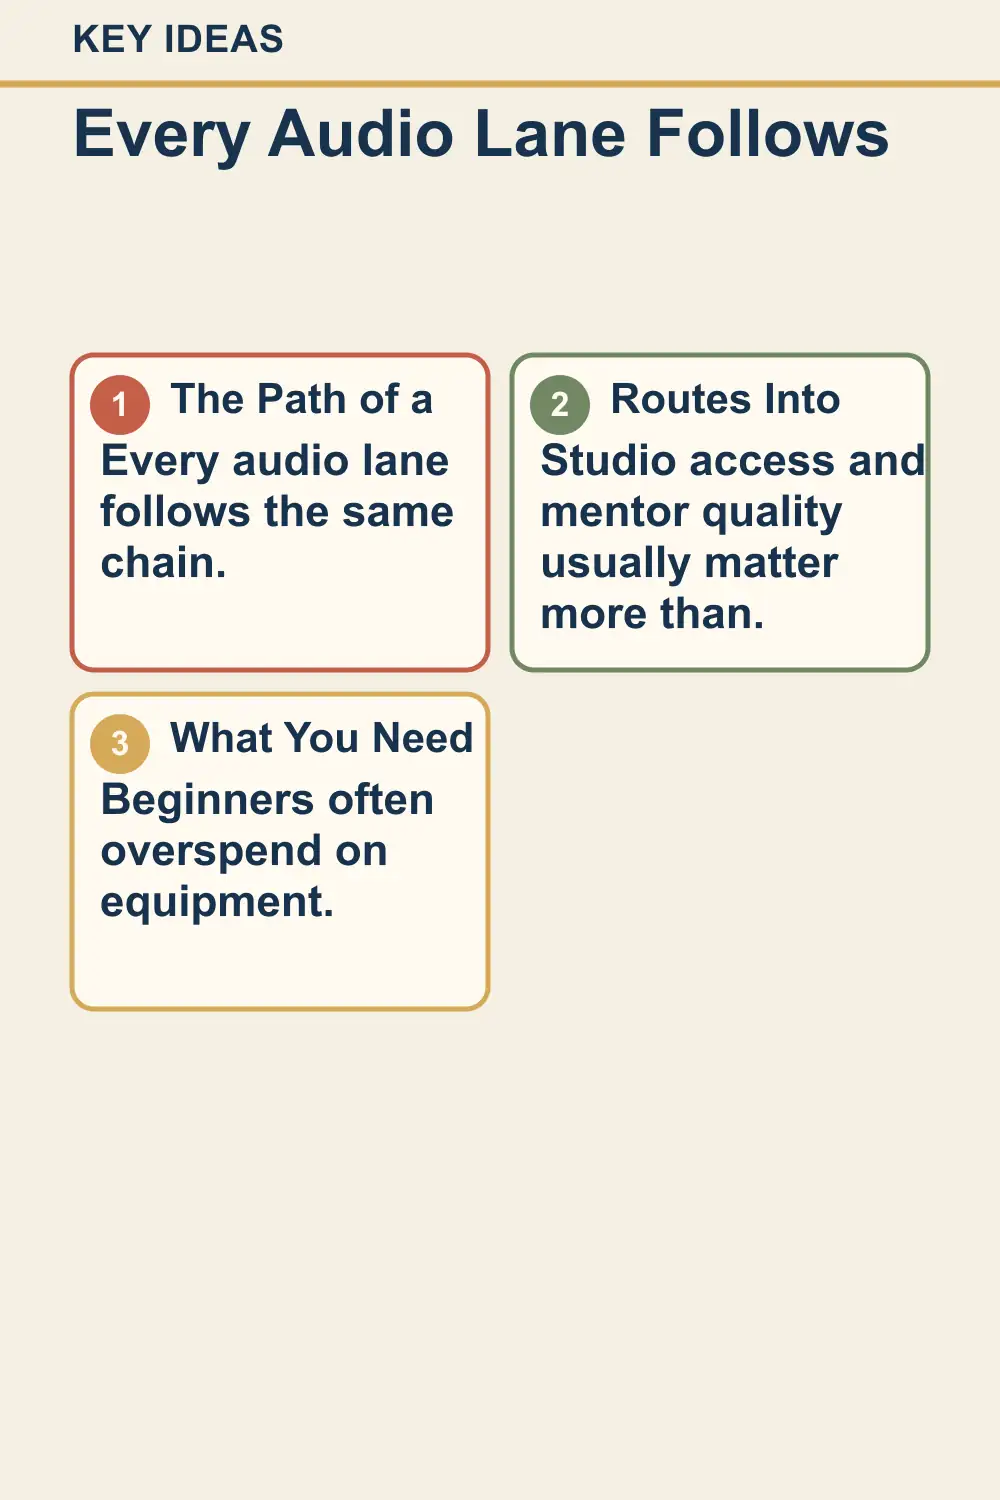 KEY IDEAS
Every Audio Lane Follows
1 The Path of a
Every audio lane
follows the same
chain.
2 Routes Into
Studio access and
mentor quality
usually matter
more than.
3 What You Need
Beginners often
overspend on
equipment.